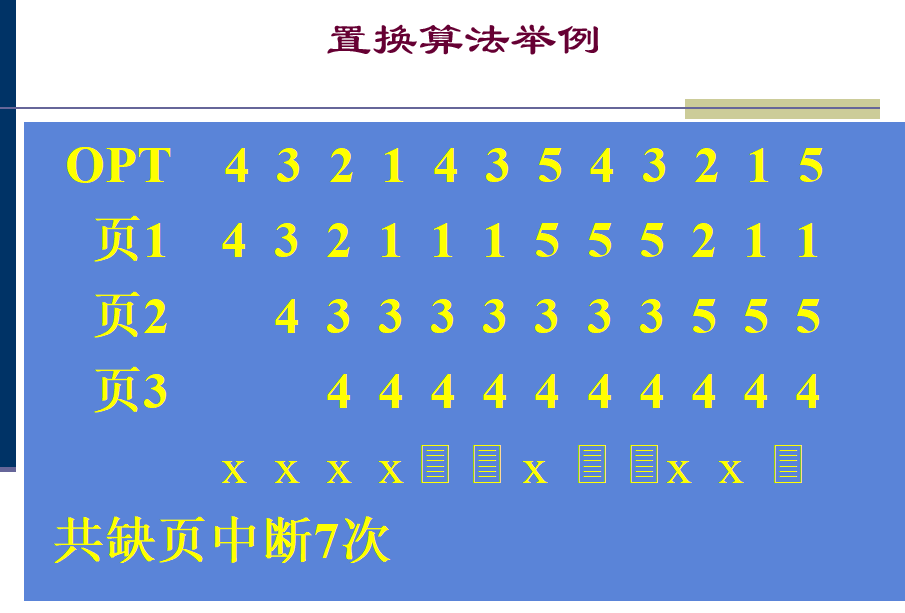 置换算法举例
OPT 4 3 2 1 4 3 5 4 3 2 1 5
页1 4 3 2 1 1 1 5 5 5 2 1 1
页2 4 3 3 3 3 3 3 3 5 5 5
页3 4 4 4 4 4 4 4 4 4 4
x x x x x x x
共缺页中断7次